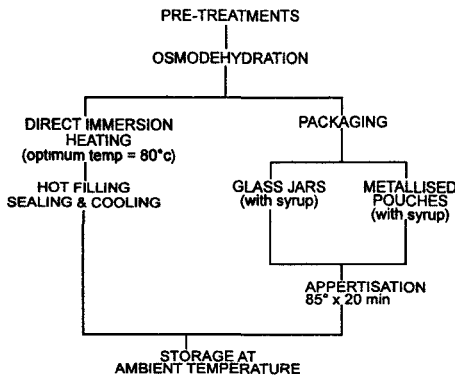 PRE-TREATMENTS
OSMODEHYDRATION
DIRECT IMMERSION
HEATING
(optimum temp = 80°c)
HOT FILLING
SEALING & COOLING
PACKAGING
GLASS JARS
(with syrup)
METALLISED
POUCHES
(with syrup)
APPERTISATION
85° x 20 min
STORAGE AT
AMBIENT TEMPERATURE